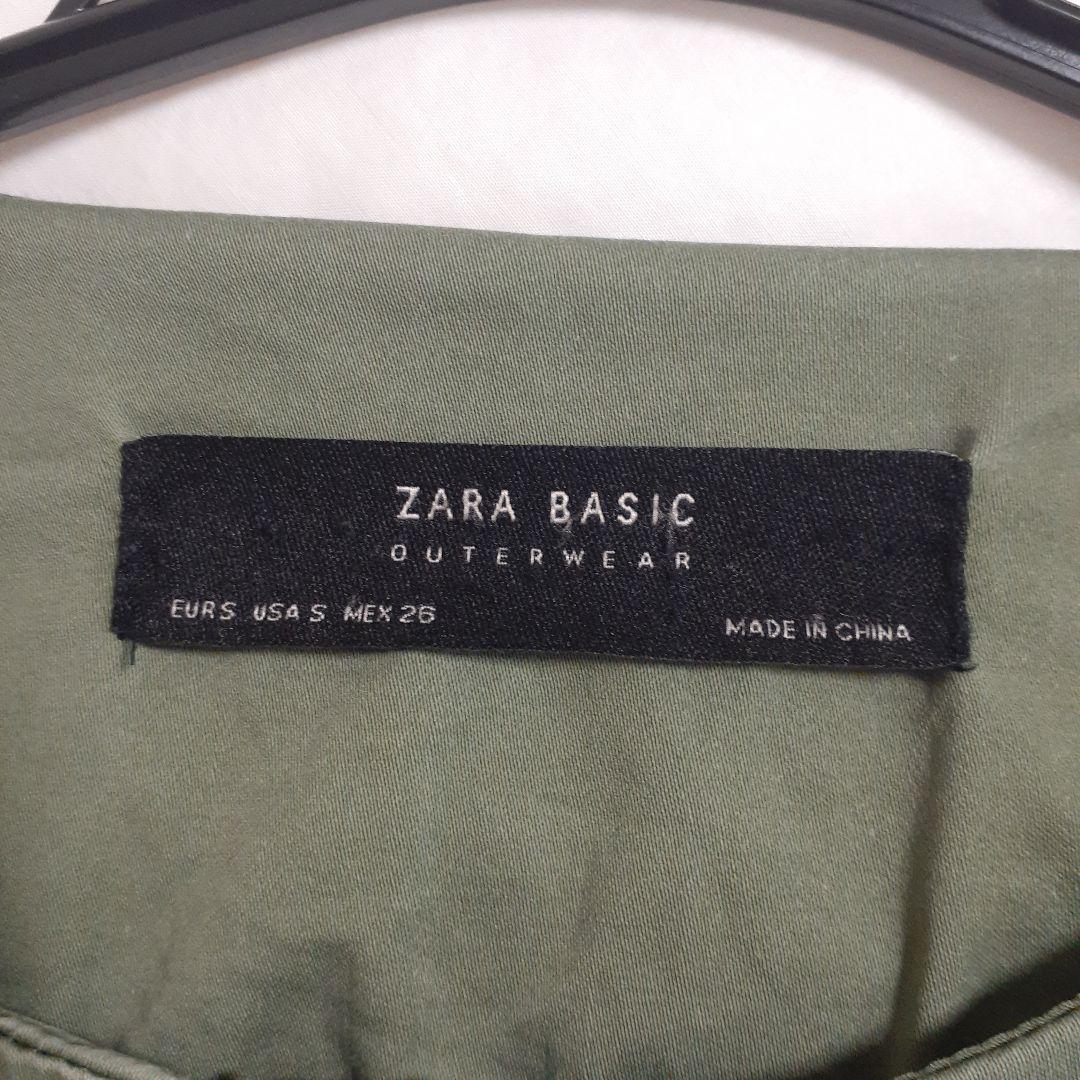 ZARA BASIC
OUTERWEAR
EUR S USA S MEX 26
MADE IN CHINA